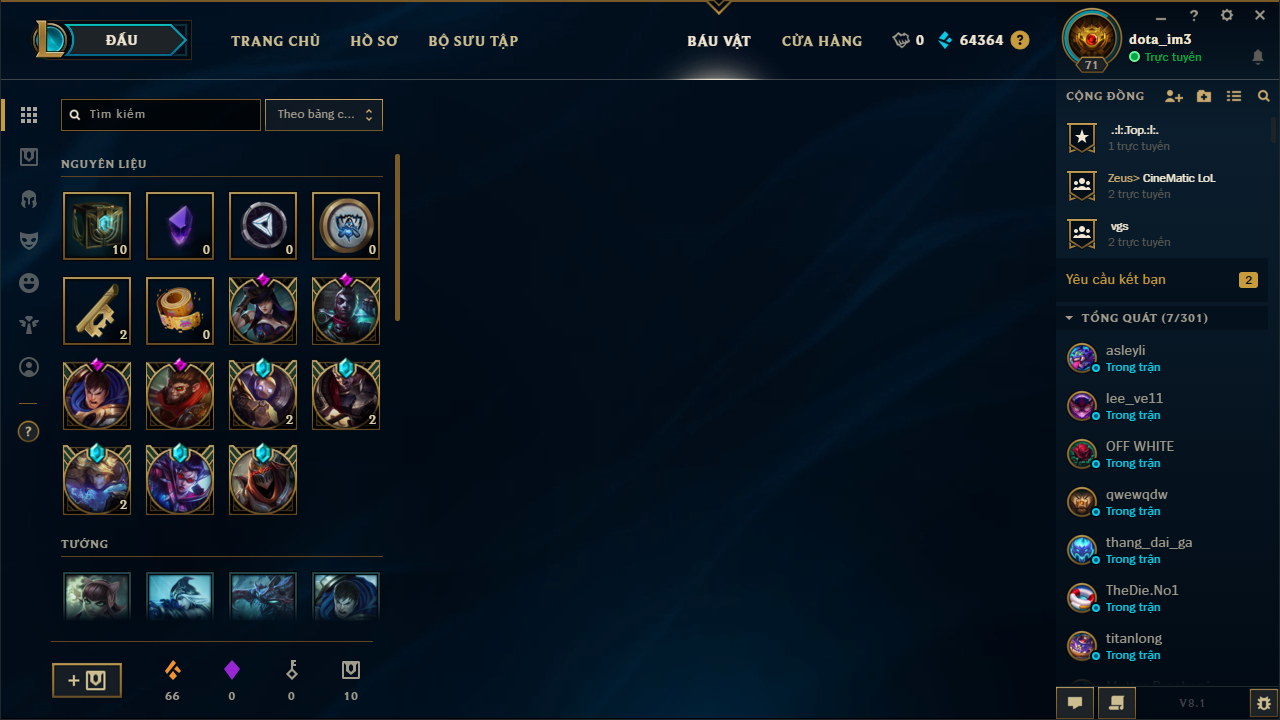 ĐẤU
TRANG CHỦ
HỒ SƠ
BỘ SƯU TẬP
BÁU VẬT
CỬA HÀNG
0
64364
?
?
dota_im3
Trực tuyến
71
Tìm kiếm
Theo bảng c...
NGUYÊN LIỆU
10
0
0
0
2
0
2
2
2
TƯỚNG
?
66
0
0
10
CỘNG ĐỒNG
.:I:.Top.:I:.
1 trực tuyến
Zeus> CineMatic LoL
2 trực tuyến
vgs
2 trực tuyến
Yêu cầu kết bạn
2
TỔNG QUÁT (7/301)
asleyli
Trong trận
lee_ve11
Trong trận
OFF WHITE
Trong trận
qwewqdw
Trong trận
thang_dai_ga
Trong trận
TheDie.No1
Trong trận
titanlong
Trong trận
V8.1